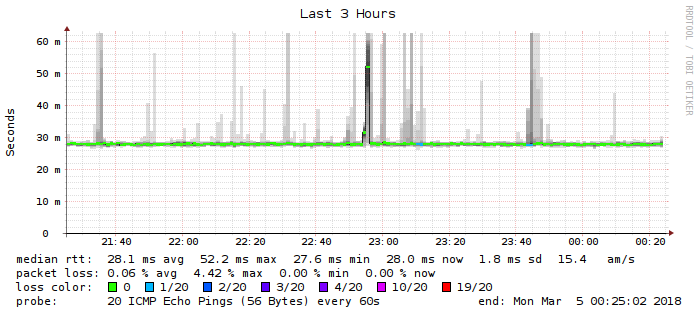 Last 3 Hours
RRDTOOL / TOBI OETIKER
Seconds
60 m
50 m
40 m
30 m
20 m
10 m
0
21:40 22:00 22:20 22:40 23:00 23:20 23:40 00:00 00:20
median rtt: 28.1 ms avg 52.2 ms max 27.6 ms min 28.0 ms now 1.8 ms sd 15.4 am/s
packet loss: 0.06 % avg 4.42 % max 0.00 % min 0.00 % now
loss color: 0 1/20 2/20 3/20 4/20 10/20 19/20
probe: 20 ICMP Echo Pings (56 Bytes) every 60s end: Mon Mar 5 00:25:02 2018